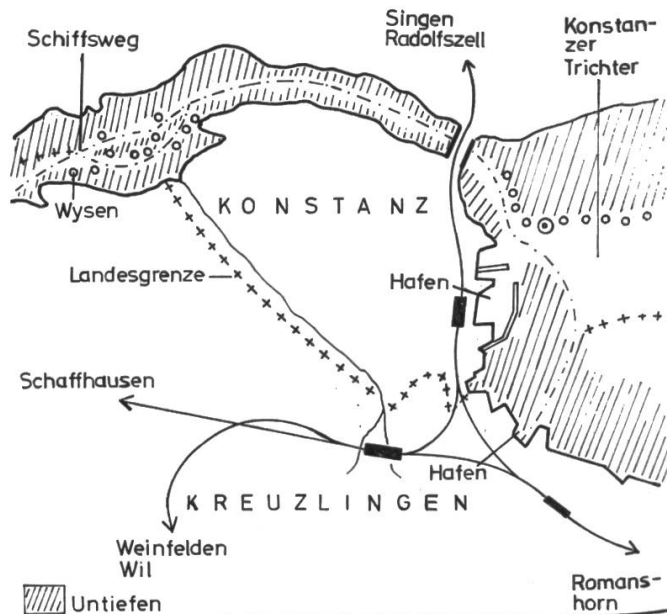 Schiffsweg
Singen
Radolfszell
Konstan-
zer
Trichter
Wysen
KONSTANZ
Landesgrenze
Hafen
Schaffhausen
Hafen
KREUZLINGEN
Weinfelden
Wil
Romans-
horn
Untiefen